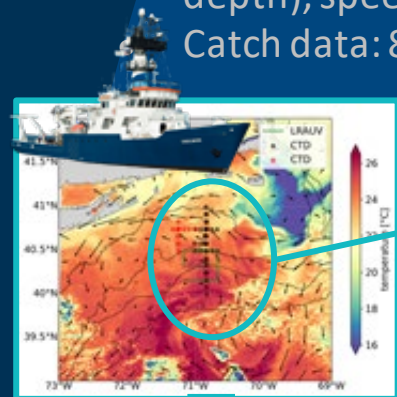 depth), spe
Catch data: 8
LRAUV
CTD
CTD
41.5°N
41°N
40.5°N
40°N
39.5°N
73°W
72°W
71°W
70°W
69°W
26
24
22
20
18
16
temperature [°C]